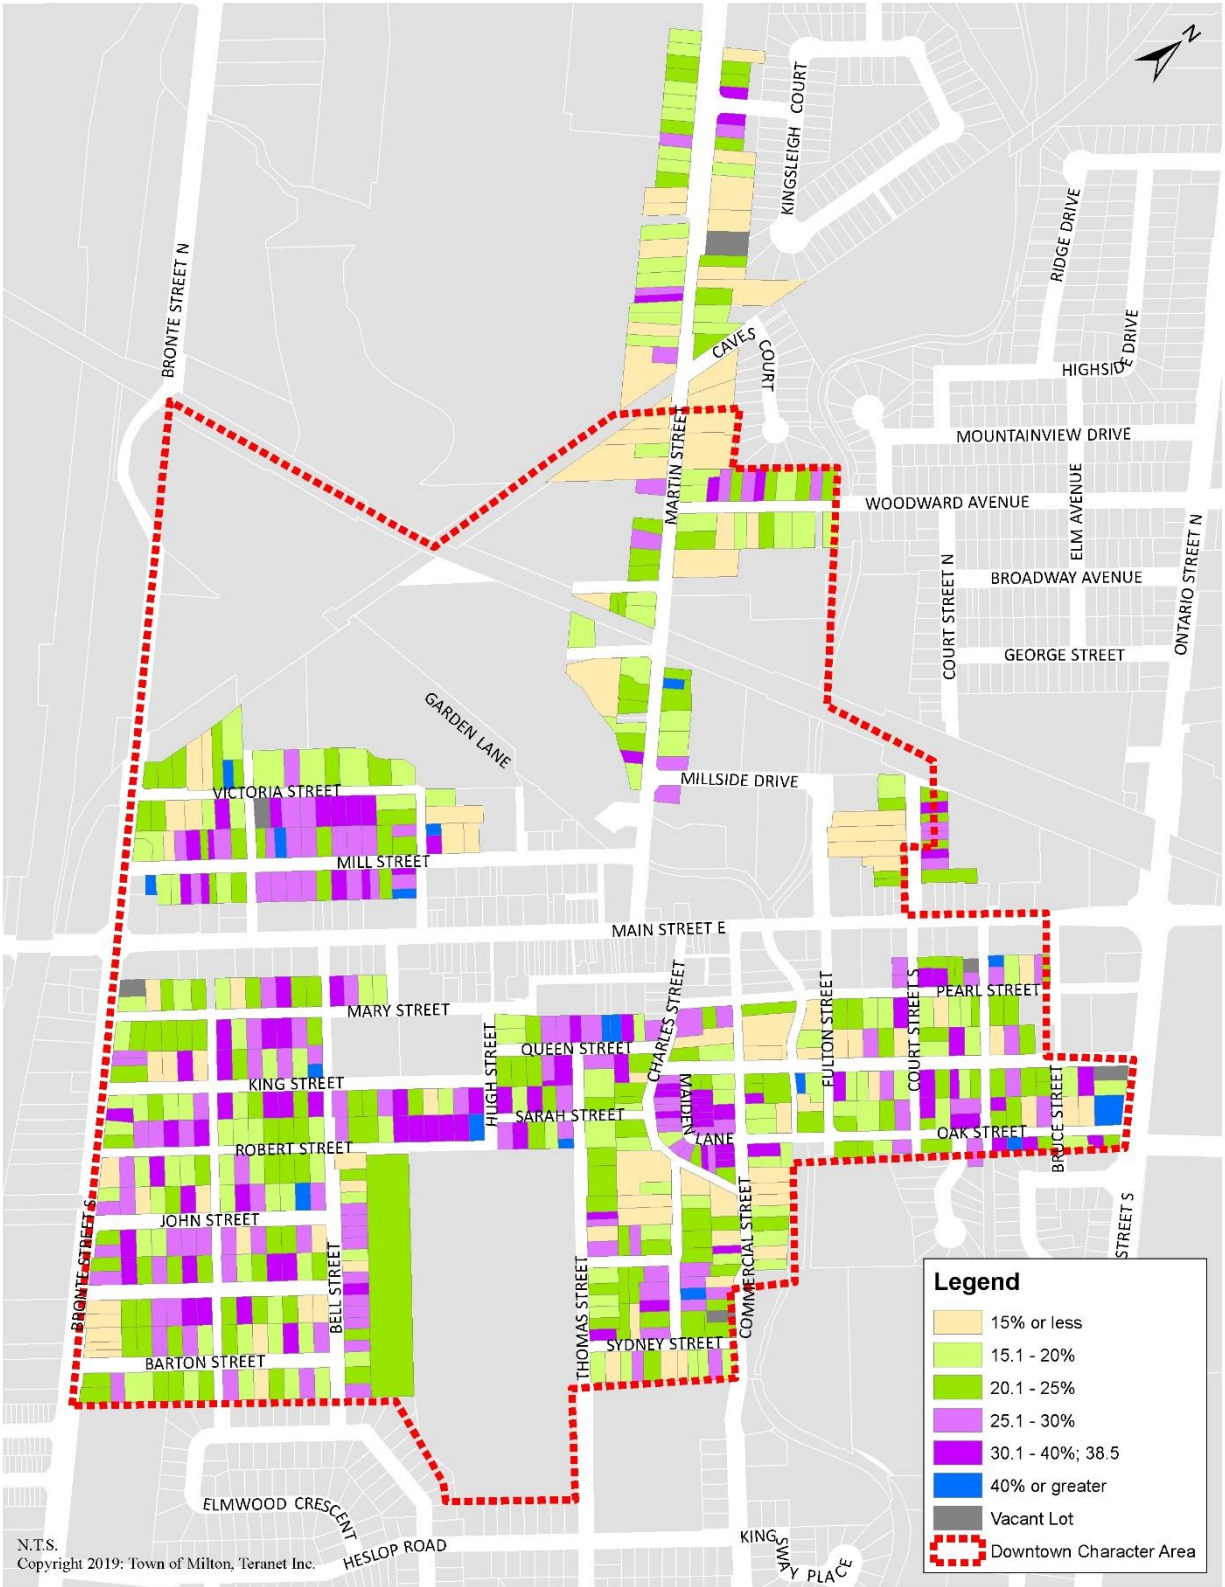 N
KINGSLEIGH COURT
BRONTE STREET N
RIDGE DRIVE
CAVES COURT
HIGHSIDE DRIVE
MARTIN STREET
MOUNTAINVIEW DRIVE
WOODWARD AVENUE
ELM AVENUE
ONTARIO STREET N
COURT STREET N
BROADWAY AVENUE
GEORGE STREET
GARDEN LANE
MILLSIDE DRIVE
VICTORIA STREET
MILL STREET
MAIN STREET E
MARY STREET
HUGH STREET
QUEEN STREET
CHARLES STREET
FULTON STREET
COURT STREET S
PEARL STREET
KING STREET
SARAH STREET
MAIDEN LANE
OAK STREET
BRUCE STREET
ROBERT STREET
BRONTE STREET S
JOHN STREET
BELL STREET
THOMAS STREET
COMMERCIAL STREET
STREET S
SYDNEY STREET
BARTON STREET
Legend
15% or less
15.1 - 20%
20.1 - 25%
25.1 - 30%
30.1 - 40%; 38.5
40% or greater
Vacant Lot
Downtown Character Area
ELMWOOD CRESCENT
HESLOP ROAD
KINGSWAY PLACE
N.T.S.
Copyright 2019: Town of Milton, Teranet Inc.